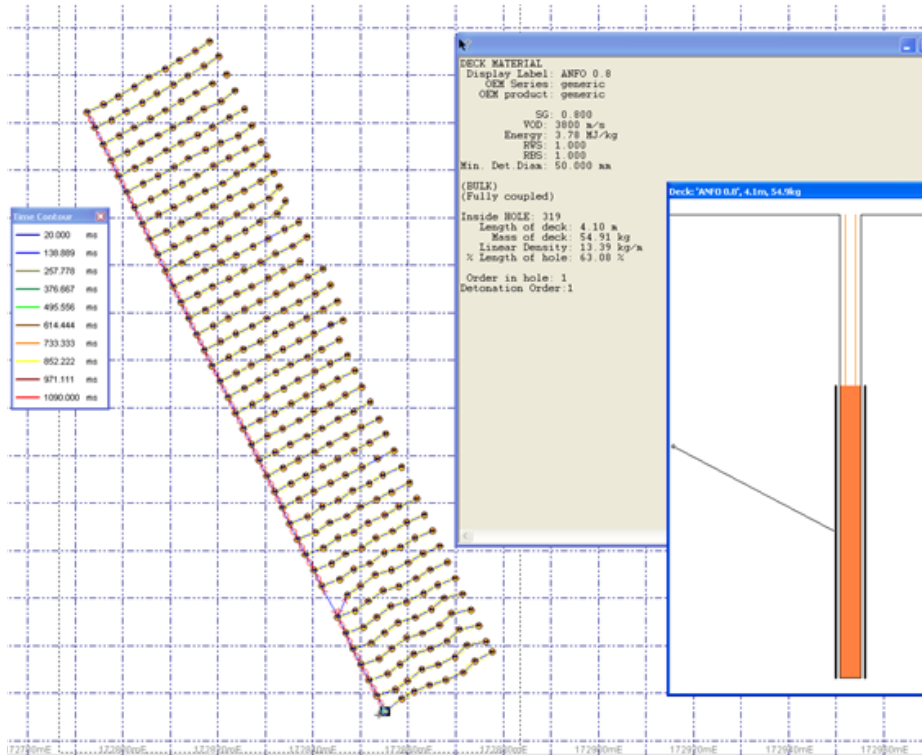 DECK MATERIAL
Display Label: ANFO 0.8
OEM Series: generic
OEM product: generic
SG: 0.800
VOD: 3800 m/s
Energy: 3.78 MJ/kg
RWS: 1.000
RBS: 1.000
Min. Det.Diam: 50.000 mm
(BULK)
(Fully coupled)
Inside HOLE: 319
Length of deck: 4.10 m
Mass of deck: 54.91 kg
Linear Density: 13.39 kg/m
% Length of hole: 63.08 %
Order in hole: 1
Detonation Order:1
Deck: "ANFO 0.8", 4.1m, 54.9kg
Time Contour
20.000 ms
138.889 ms
257.778 ms
376.667 ms
495.556 ms
614.444 ms
733.333 ms
852.222 ms
971.111 ms
1090.000 ms